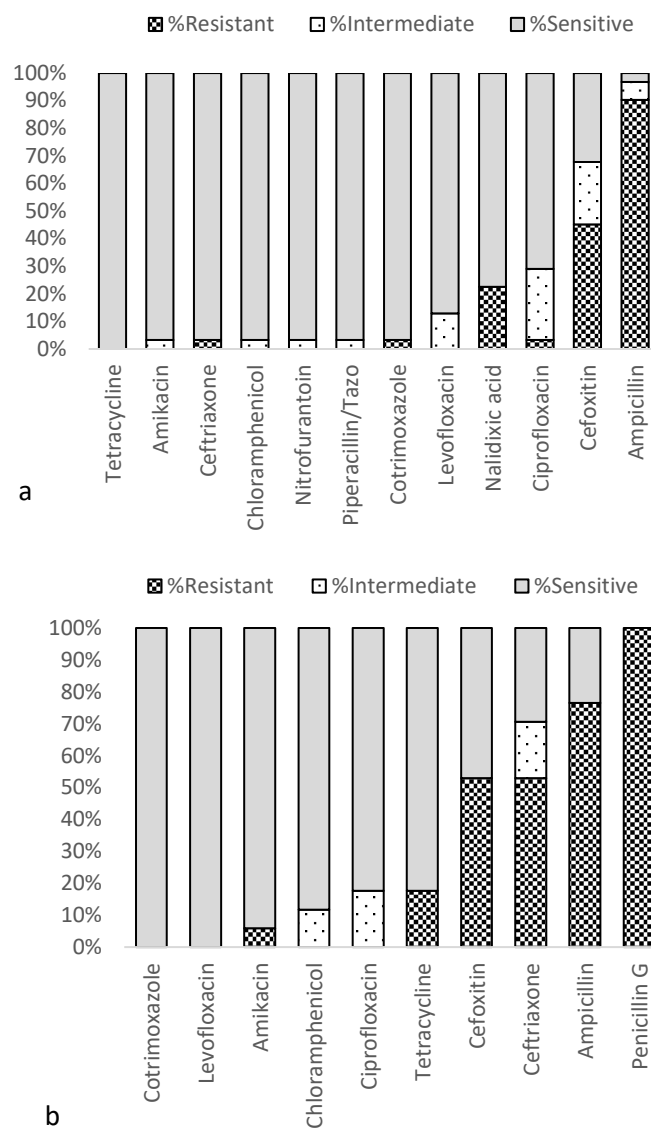 %Resistant %Intermediate %Sensitive
100%
90%
80%
70%
60%
50%
40%
30%
20%
10%
0%
Tetracycline
Amikacin
Ceftriaxone
Chloramphenicol
Nitrofurantoin
Piperacillin/Tazo
Cotrimoxazole
Levofloxacin
Nalidixic acid
Ciprofloxacin
Cefoxitin
Ampicillin
a
%Resistant %Intermediate %Sensitive
100%
90%
80%
70%
60%
50%
40%
30%
20%
10%
0%
Cotrimoxazole
Levofloxacin
Amikacin
Chloramphenicol
Ciprofloxacin
Tetracycline
Cefoxitin
Ceftriaxone
Ampicillin
Penicillin G
b